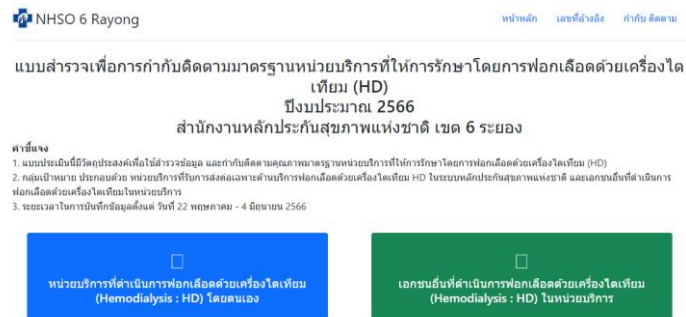 NHSO 6 Rayong
หน้าหลัก เลขที่อ้างอิง กำกับ ติดตาม
แบบสำรวจเพื่อการกำกับติดตามมาตรฐานหน่วยบริการที่ให้การรักษาโดยการฟอกเลือดด้วยเครื่องไต
เทียม (HD)
ปีงบประมาณ 2566
สำนักงานหลักประกันสุขภาพแห่งชาติ เขต 6 ระยอง
คำชี้แจง
1. แบบประเมินนี้มีวัตถุประสงค์เพื่อใช้สำรวจข้อมูล และกำกับติดตามคุณภาพมาตรฐานหน่วยบริการที่ให้การรักษาโดยการฟอกเลือดด้วยเครื่องไตเทียม (HD)
2. กลุ่มเป้าหมาย ประกอบด้วย หน่วยบริการที่รับการส่งต่อเฉพาะด้านบริการฟอกเลือดด้วยเครื่องไตเทียม HD ในระบบหลักประกันสุขภาพแห่งชาติ และเอกชนอื่นที่ดำเนินการ
ฟอกเลือดด้วยเครื่องไตเทียมในหน่วยบริการ
3. ระยะเวลาในการบันทึกข้อมูลตั้งแต่ วันที่ 22 พฤษภาคม - 4 มิถุนายน 2566
หน่วยบริการที่ดำเนินการฟอกเลือดด้วยเครื่องไตเทียม
(Hemodialysis : HD) โดยตนเอง
เอกชนอื่นที่ดำเนินการฟอกเลือดด้วยเครื่องไตเทียม
(Hemodialysis : HD) ในหน่วยบริการ